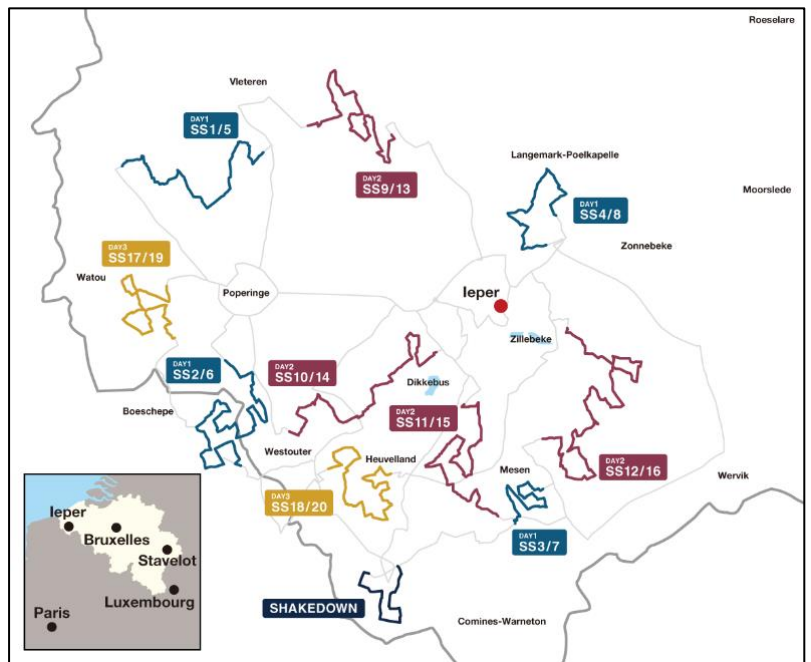 Roeselare
Vleteren
DAY1
SS1/5
DAY2
SS9/13
Langemark-Poelkapelle
Moorslede
DAY1
SS4/8
Zonnebeke
DAY3
SS17/19
Watou
Poperinge
Ieper
Zillebeke
DAY1
SS2/6
DAY2
SS10/14
Dikkebus
Boeschepe
DAY2
SS11/15
Westouter
Heuvelland
Mesen
DAY2
SS12/16
Wervik
DAY3
SS18/20
DAY1
SS3/7
SHAKEDOWN
Comines-Warneton
Ieper
Bruxelles
Stavelot
Luxembourg
Paris